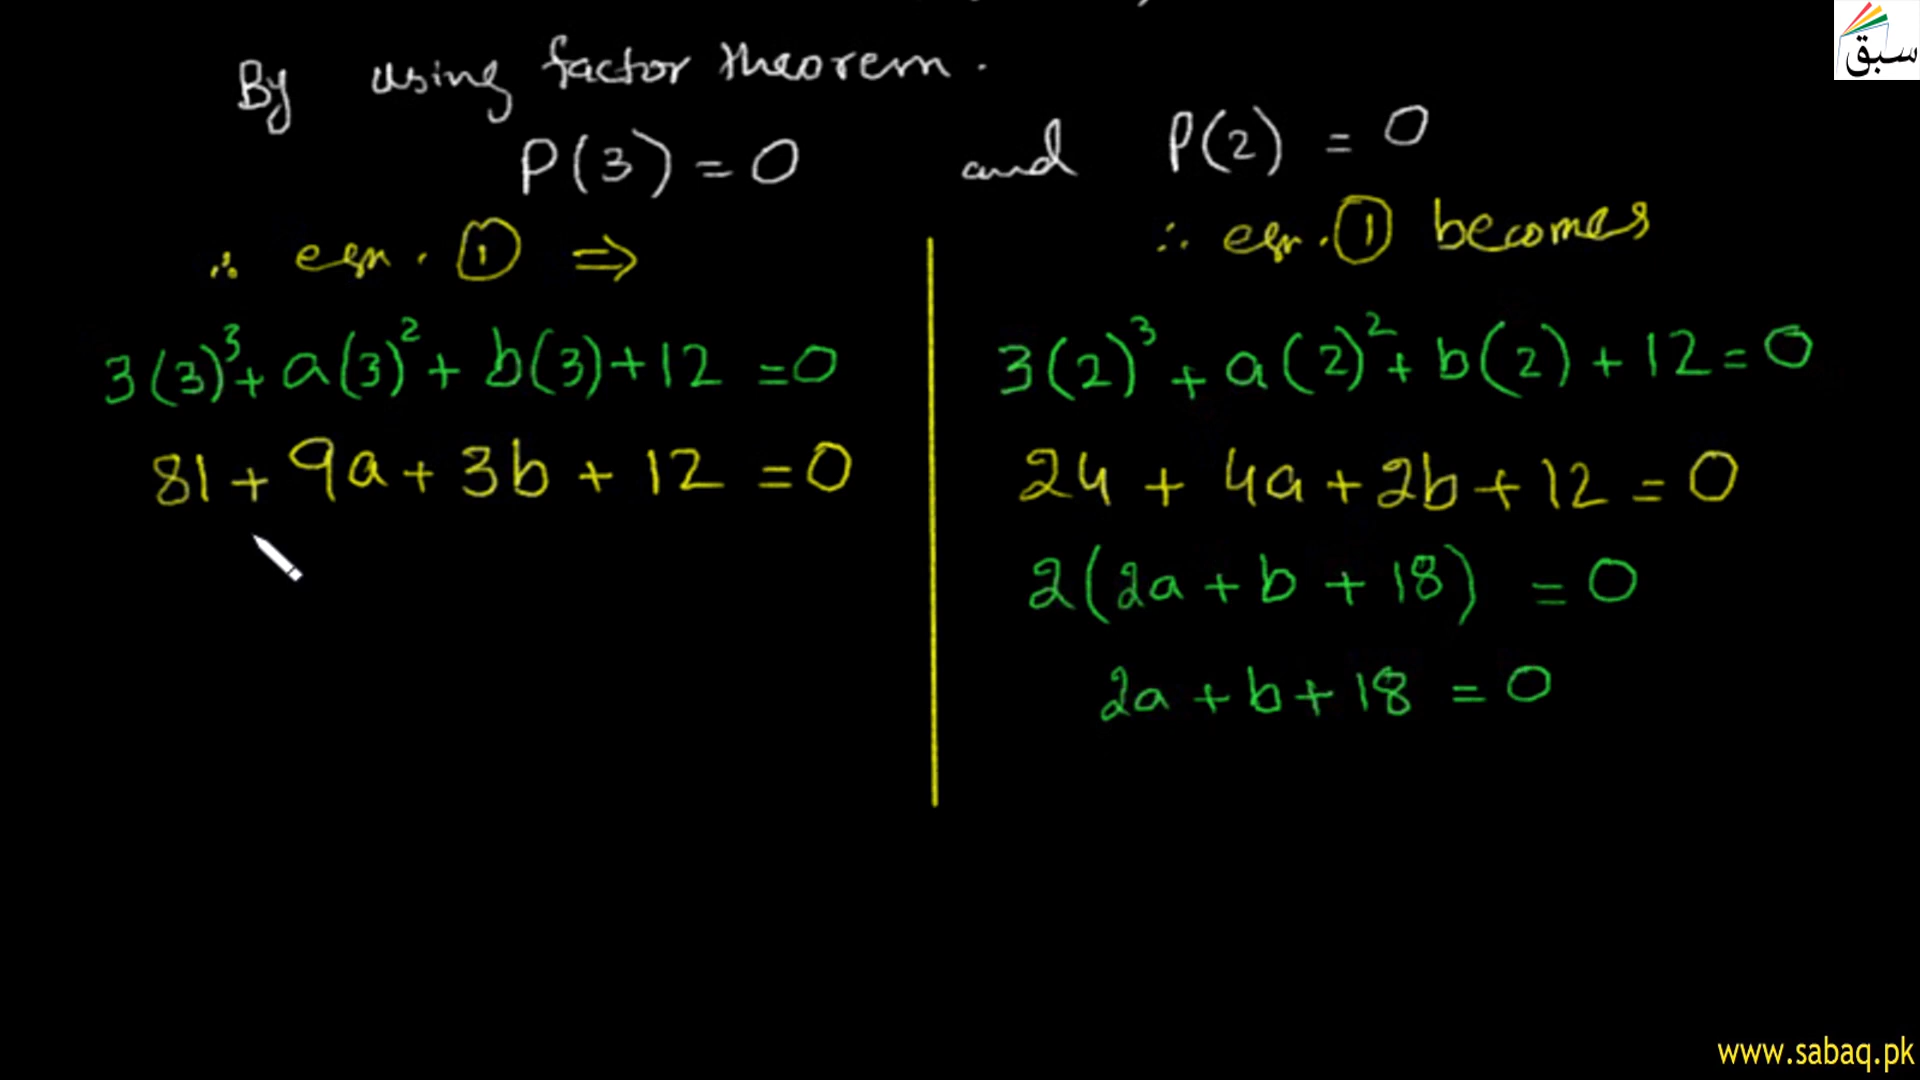 سبق
By using factor theorem.
P(3) = 0 and P(2) = 0
∴ eqn. ① ⇒
3(3)³ + a(3)² + b(3) + 12 = 0
81 + 9a + 3b + 12 = 0
∴ eqn. ① becomes
3(2)³ + a(2)² + b(2) + 12 = 0
24 + 4a + 2b + 12 = 0
2(2a + b + 18) = 0
2a + b + 18 = 0
www.sabaq.pk